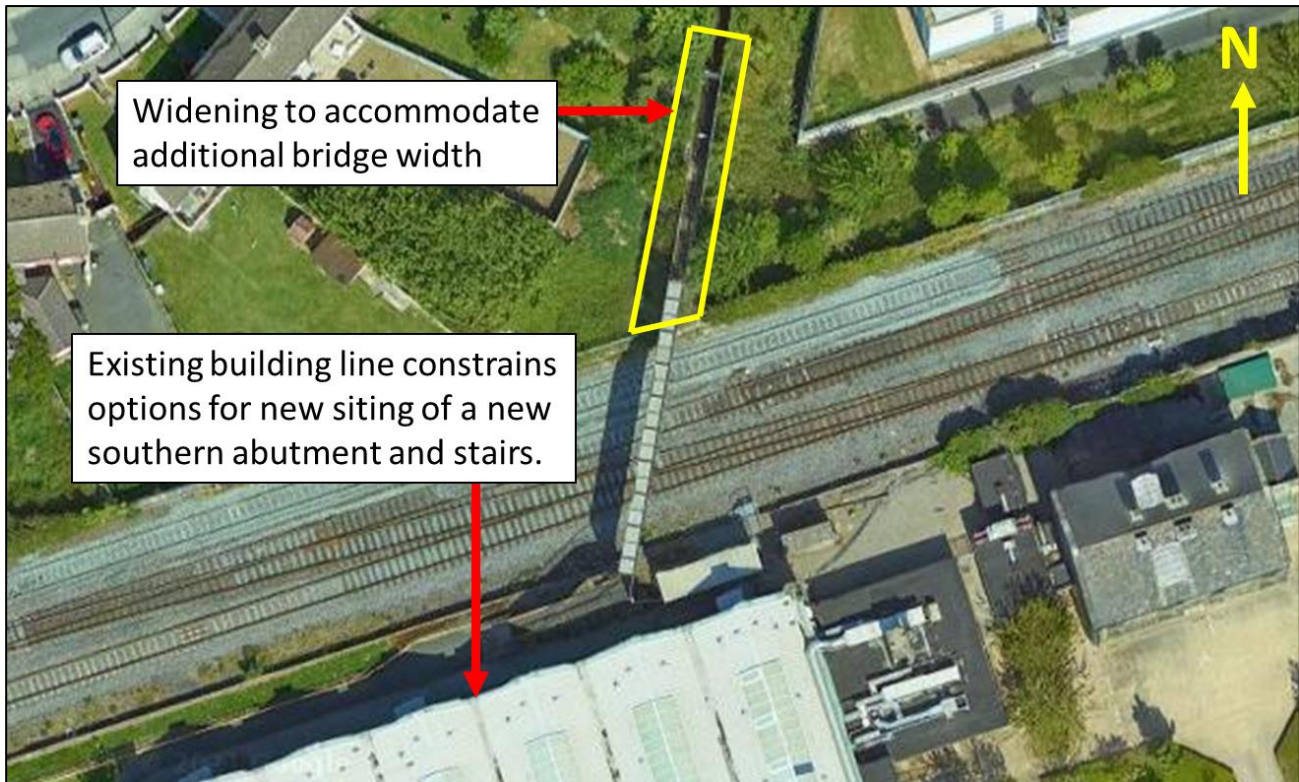 Widening to accommodate
additional bridge width
N
Existing building line constrains
options for new siting of a new
southern abutment and stairs.